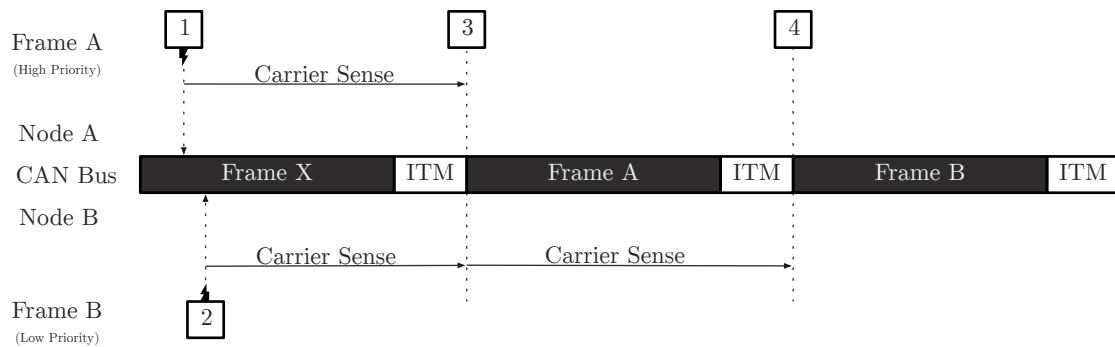 1
3
4
Frame A
(High Priority)
Carrier Sense
Node A
CAN Bus
Frame X
ITM
Frame A
ITM
Frame B
ITM
Node B
Carrier Sense
Carrier Sense
Frame B
(Low Priority)
2